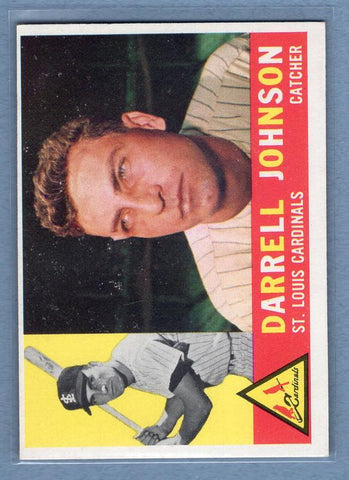 DARRELL JOHNSON
ST. LOUIS CARDINALS CATCHER
Cardinals